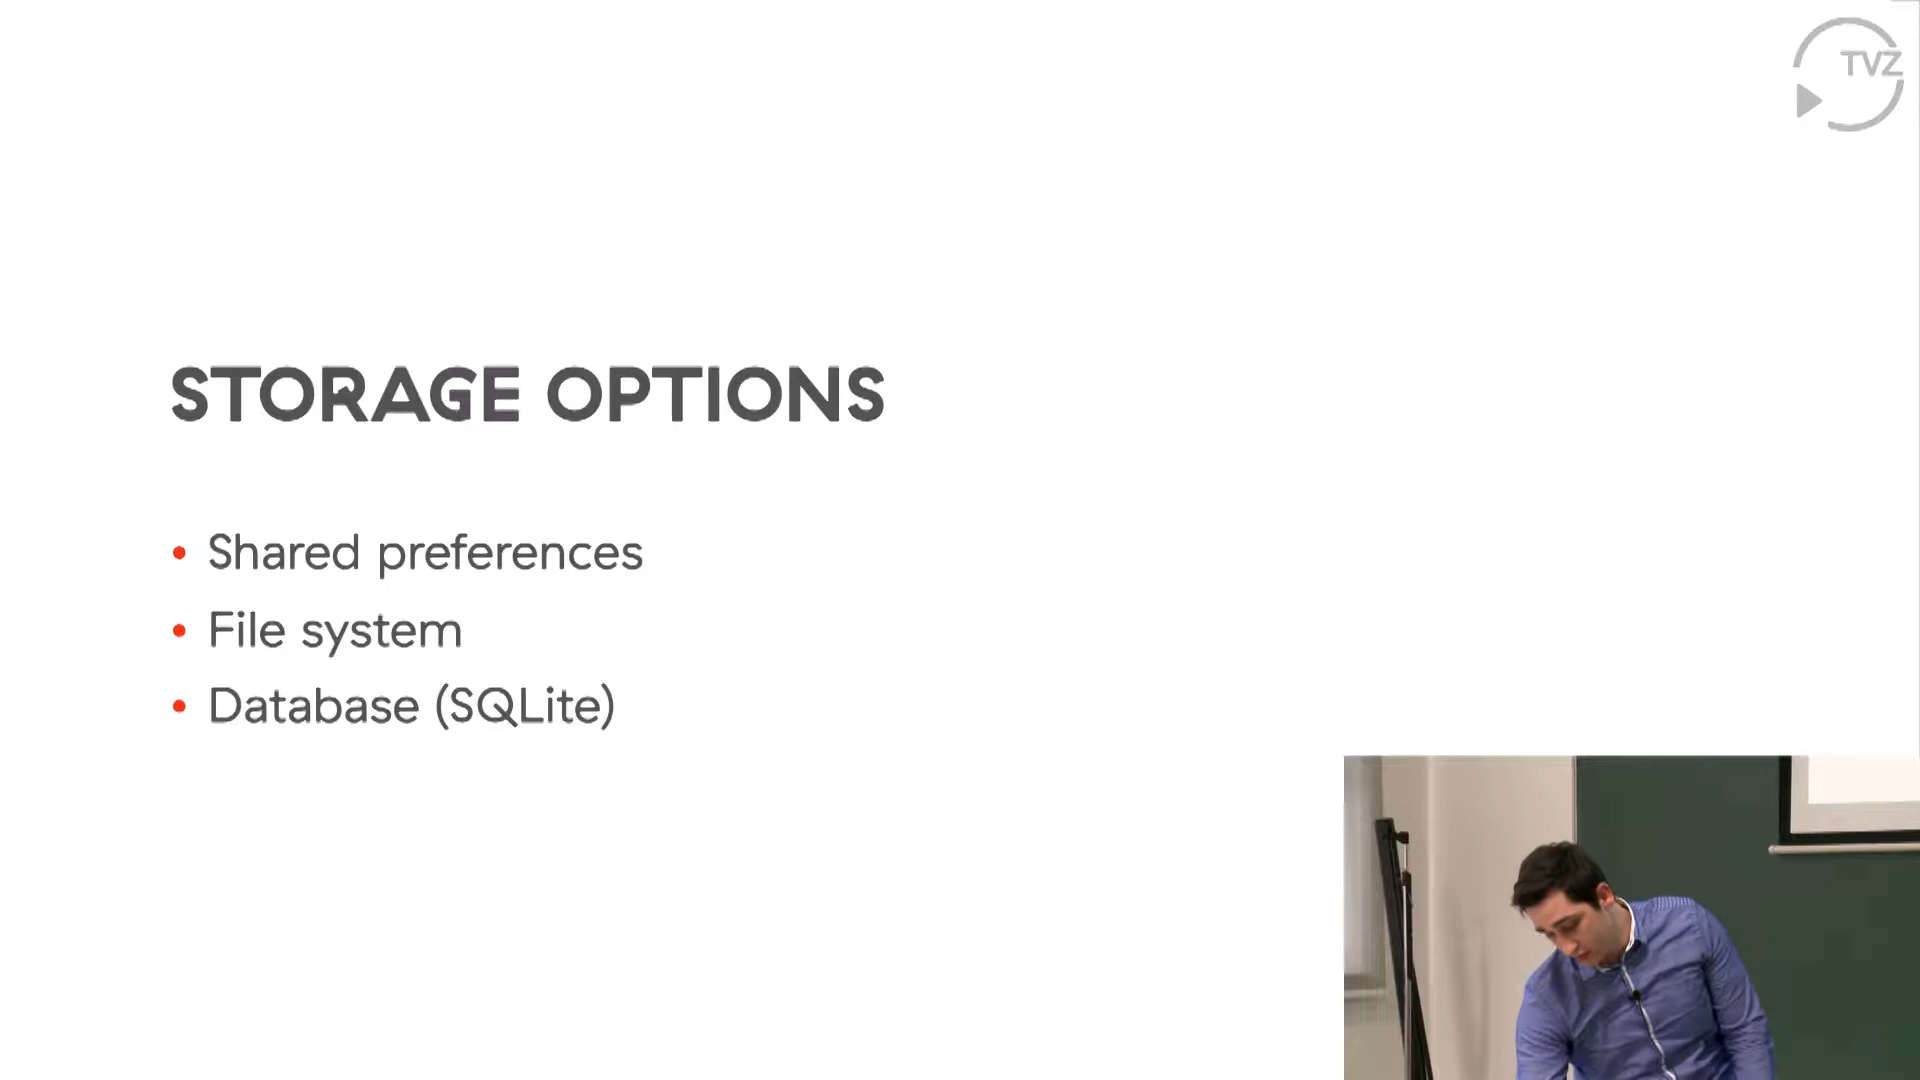 TVZ
STORAGE OPTIONS
• Shared preferences
• File system
• Database (SQLite)